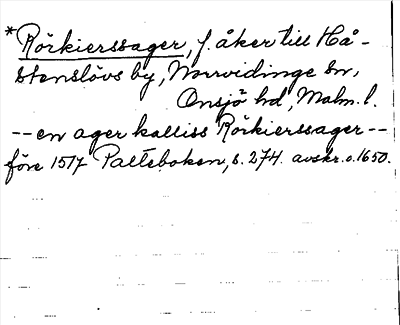 *Rörkierssager, f. åker till Hå-
stenslövs by, Norrvidinge sn,
Onsjö hd, Malm. l.
-- en ager kalliss Rörkierssager --
före 1517 Palteboken, s. 274. avskr. o. 1650.